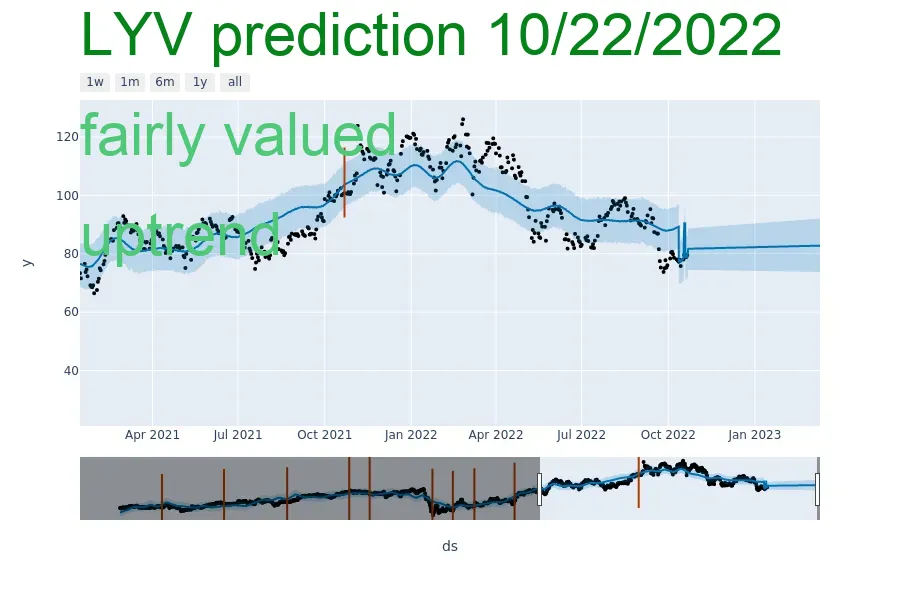 LYV prediction 10/22/2022
1w 1m 6m 1y all
fairly valued
uptrend
120
100
80
60
40
y
Apr 2021 Jul 2021 Oct 2021 Jan 2022 Apr 2022 Jul 2022 Oct 2022 Jan 2023
ds